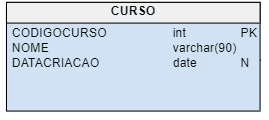 CURSO
CODIGOCURSO int PK
NOME varchar(90)
DATACRIACAO date N